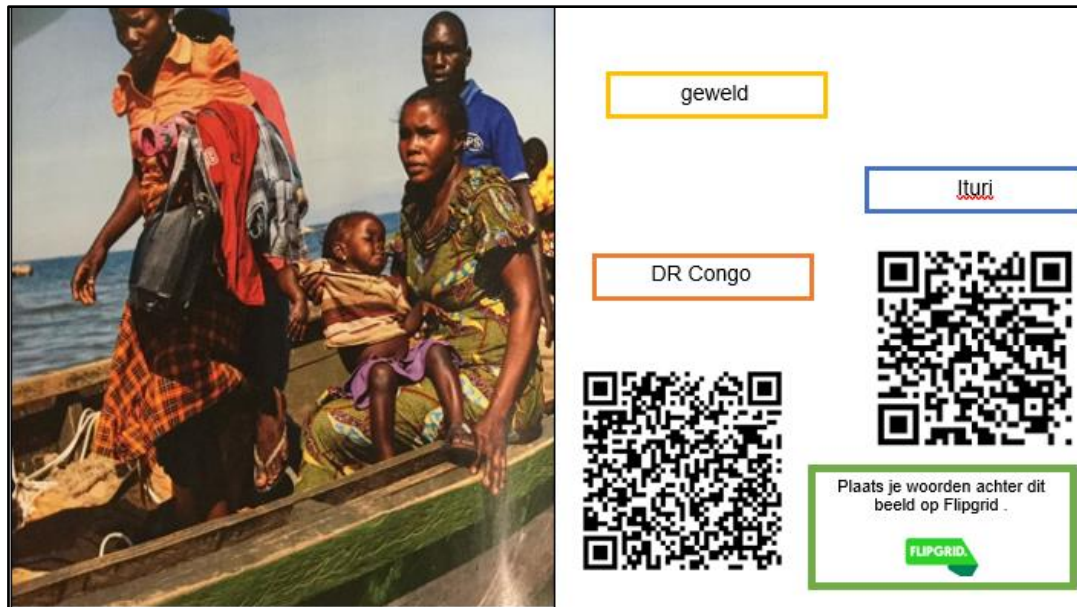 geweld
Ituri
DR Congo
Plaats je woorden achter dit
beeld op Flipgrid .
FLIPGRID.